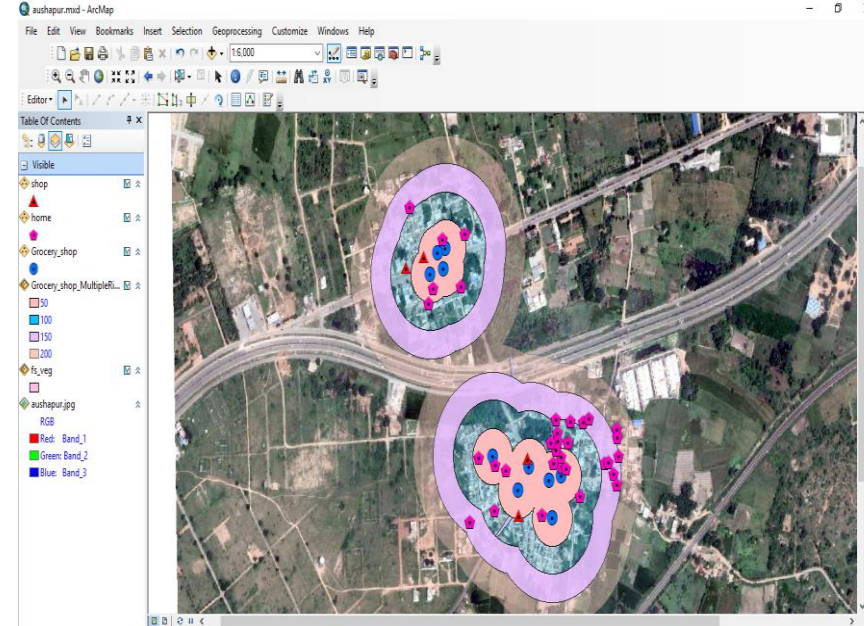 aushapur.mxd - ArcMap
File Edit View Bookmarks Insert Selection Geoprocessing Customize Windows Help
1:6,000
Editor
Table Of Contents
Visible
shop
home
Grocery_shop
Grocery_shop_MultipleRi...
50
100
150
200
fs_veg
aushapur.jpg
RGB
Red: Band_1
Green: Band_2
Blue: Band_3